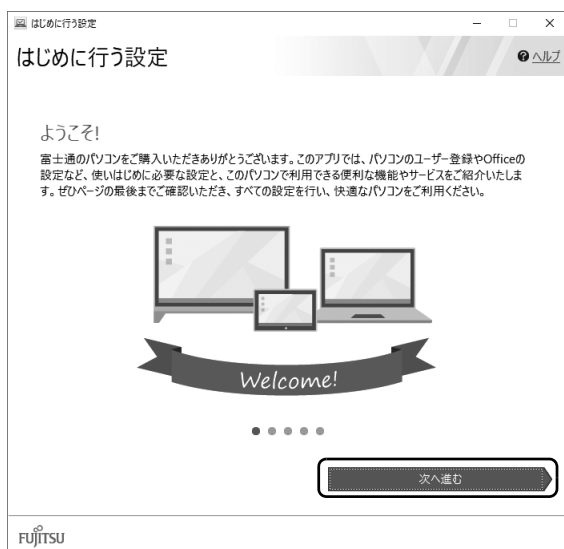 はじめに行う設定
はじめに行う設定
? ヘルプ
ようこそ!
富士通のパソコンをご購入いただきありがとうございます。このアプリでは、パソコンのユーザー登録やOfficeの
設定など、使いはじめに必要な設定と、このパソコンで利用できる便利な機能やサービスをご紹介いたしま
す。ぜひページの最後までご確認いただき、すべての設定を行い、快適なパソコンをご利用ください。
Welcome!
次へ進む
FUJITSU